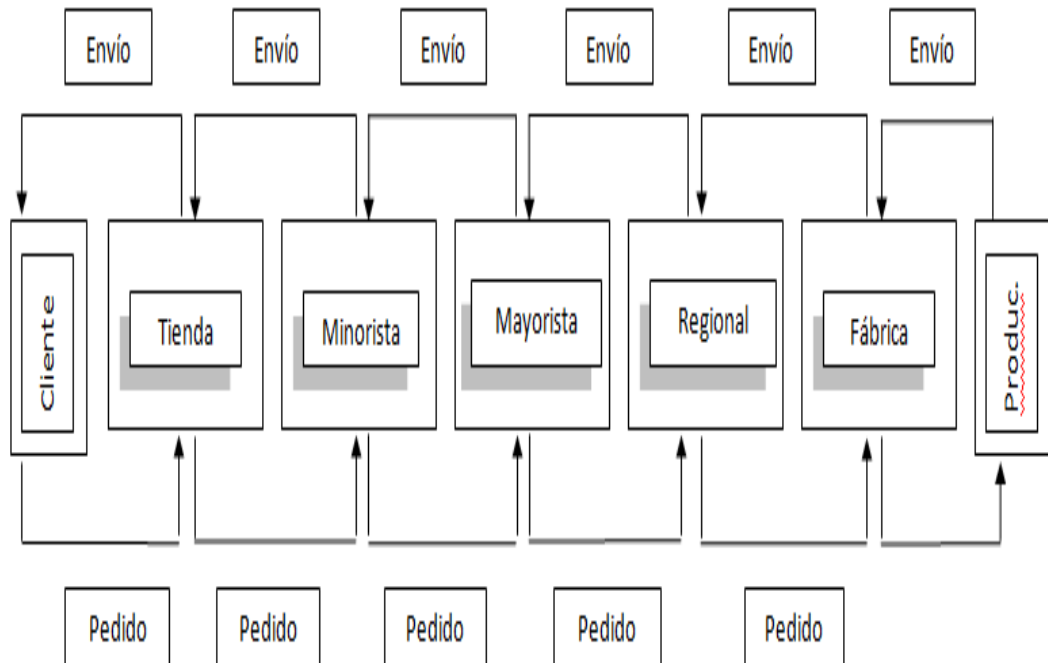 Envío
Envío
Envío
Envío
Envío
Envío
Cliente
Tienda
Minorista
Mayorista
Regional
Fábrica
Produc.
Pedido
Pedido
Pedido
Pedido
Pedido